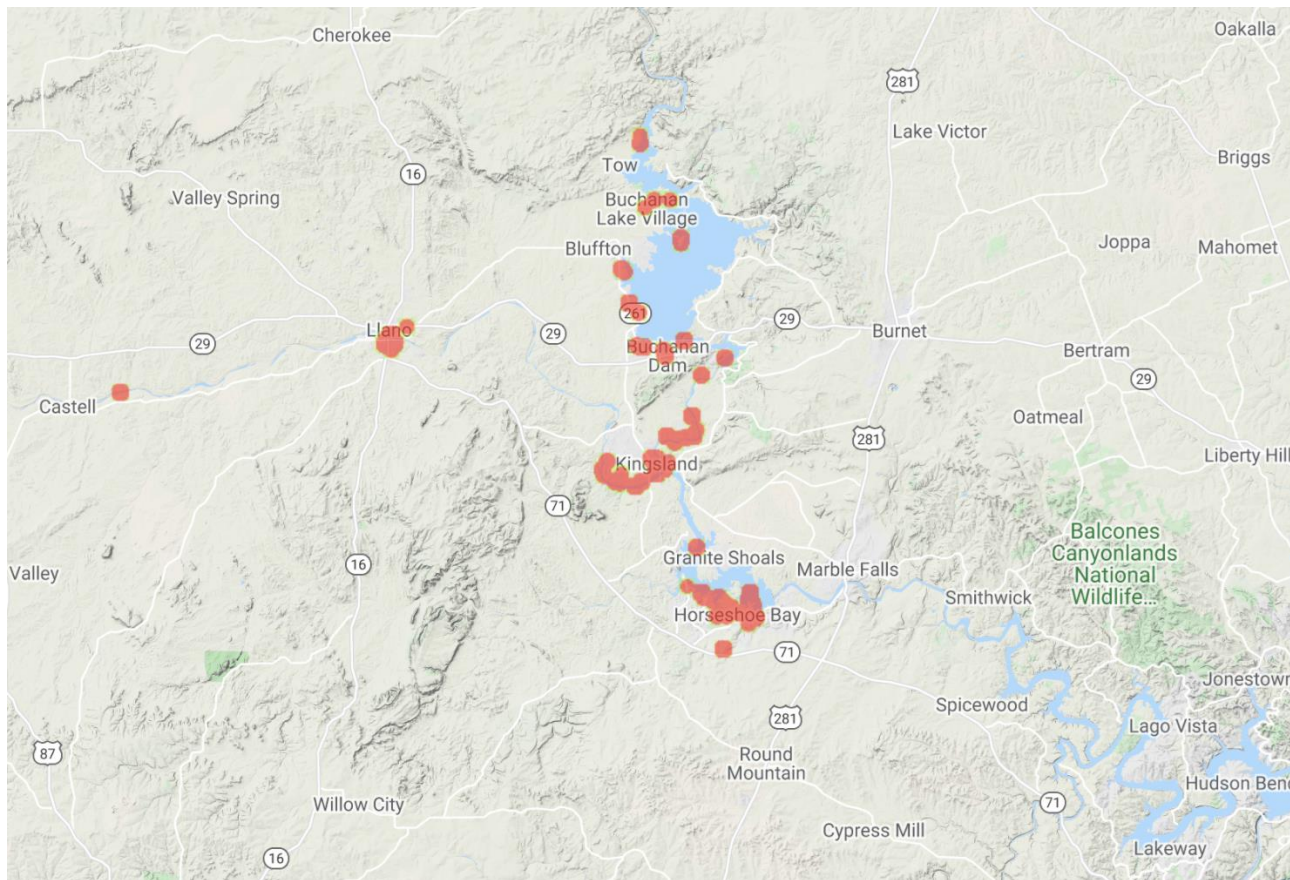 Cherokee
Oakalla
281
Lake Victor
Tow
Briggs
16
Valley Spring
Buchanan
Lake Village
Joppa
Bluffton
Mahomet
261
29
Llano
Burnet
29
29
Buchanan
Dam
Bertram
29
Castell
Oatmeal
281
Kingsland
Liberty Hill
71
Balcones
Canyonlands
National
Wildlife...
Granite Shoals
16
Valley
Marble Falls
Smithwick
Horseshoe Bay
71
Jonestown
Spicewood
281
Lago Vista
87
Round
Mountain
Hudson Bend
Willow City
71
Cypress Mill
Lakeway
16